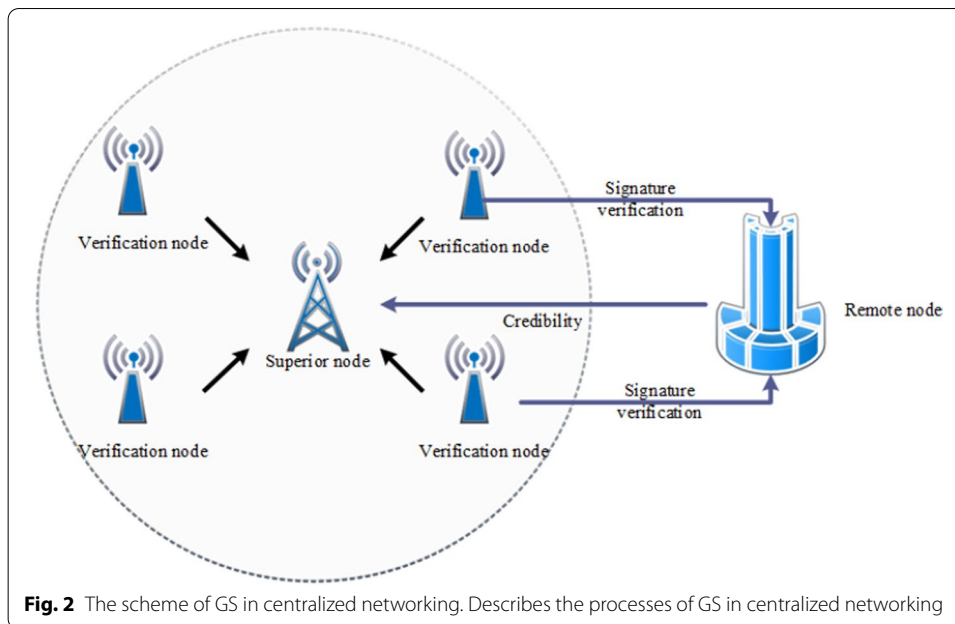 Signature
verification
Verification node
Verification node
Remote node
Credibility
Superior node
Signature
verification
Verification node
Verification node
Fig. 2 The scheme of GS in centralized networking. Describes the processes of GS in centralized networking